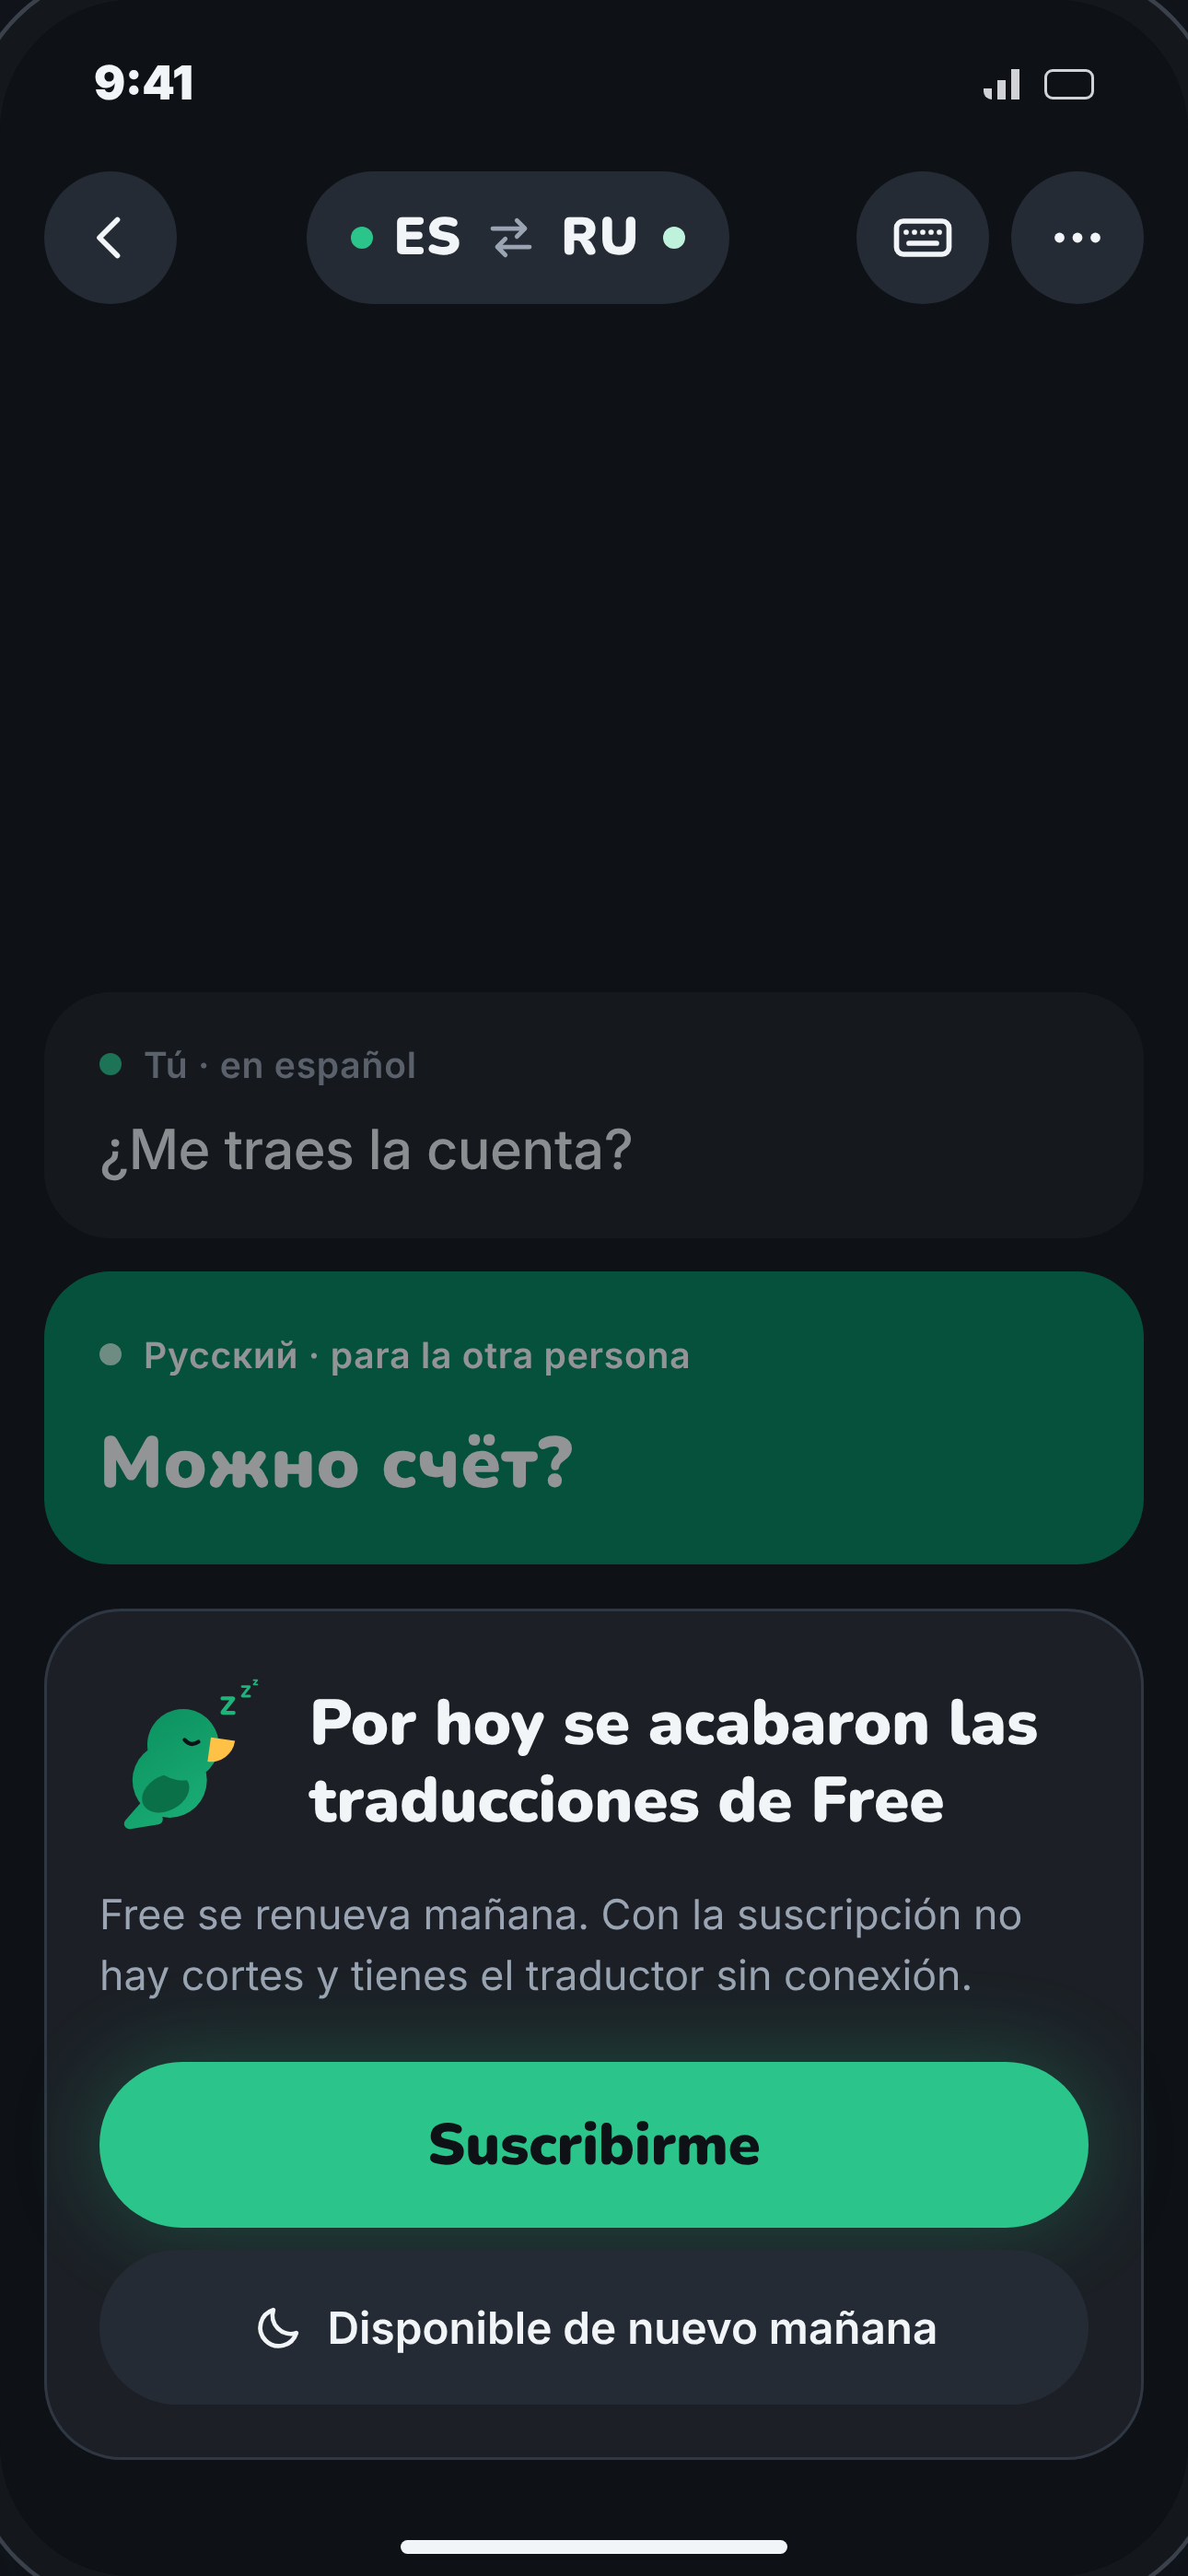 9:41
ES RU
Tú · en español
¿Me traes la cuenta?
Русский · para la otra persona
Можно счёт?
z z z
Por hoy se acabaron las
traducciones de Free
Free se renueva mañana. Con la suscripción no
hay cortes y tienes el traductor sin conexión.
Suscribirme
Disponible de nuevo mañana